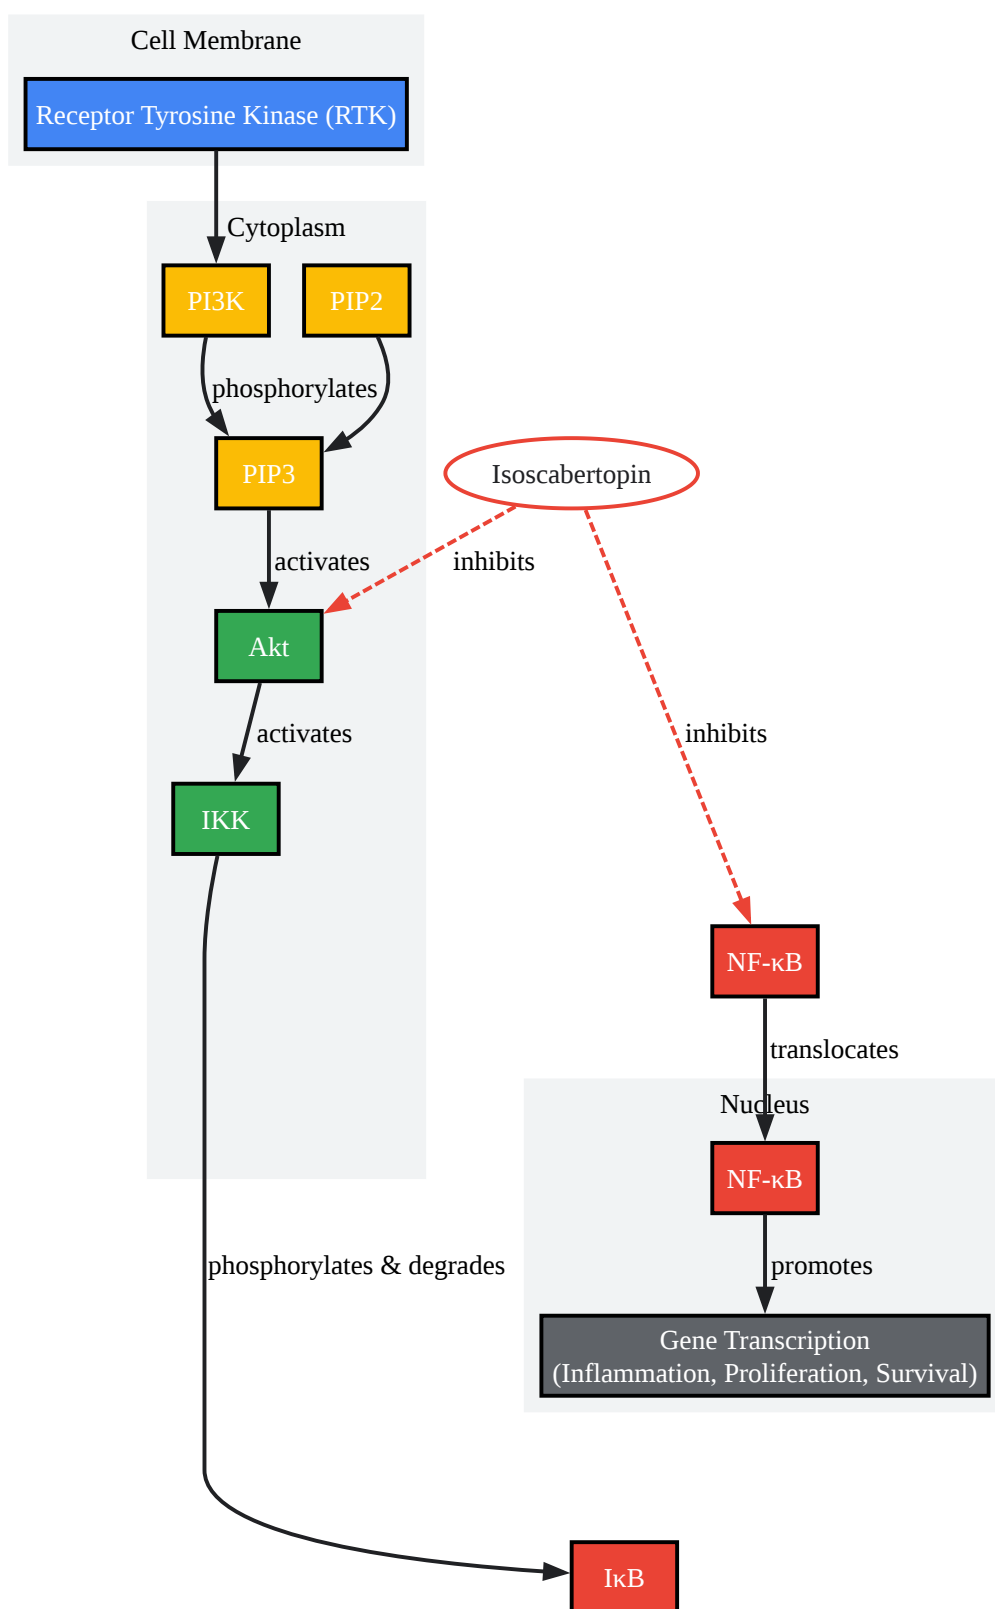 Cell Membrane
Receptor Tyrosine Kinase (RTK)
Cytoplasm
PI3K
PIP2
phosphorylates
PIP3
Isoscabertopin
activates
inhibits
Akt
activates
inhibits
IKK
NF-κB
translocates
Nucleus
NF-κB
phosphorylates & degrades
promotes
Gene Transcription
(Inflammation, Proliferation, Survival)
IκB